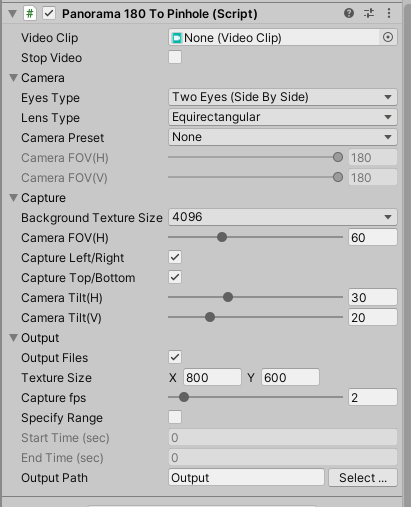 Panorama 180 To Pinhole (Script)
Video Clip None (Video Clip)
Stop Video
Camera
Eyes Type Two Eyes (Side By Side)
Lens Type Equirectangular
Camera Preset None
Camera FOV(H) 180
Camera FOV(V) 180
Capture
Background Texture Size 4096
Camera FOV(H) 60
Capture Left/Right
Capture Top/Bottom
Camera Tilt(H) 30
Camera Tilt(V) 20
Output
Output Files
Texture Size X 800 Y 600
Capture fps 2
Specify Range
Start Time (sec) 0
End Time (sec) 0
Output Path Output Select ...